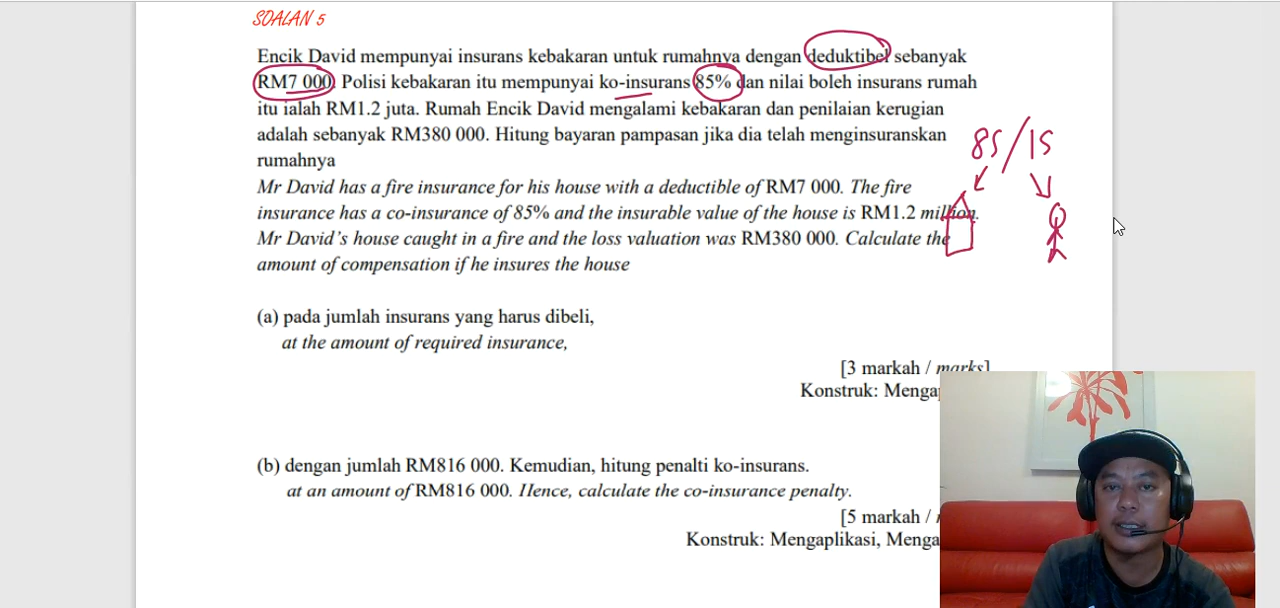 SOALAN 5
Encik David mempunyai insurans kebakaran untuk rumahnya dengan deduktibel sebanyak
RM7 000. Polisi kebakaran itu mempunyai ko-insurans 85% dan nilai boleh insurans rumah
itu ialah RM1.2 juta. Rumah Encik David mengalami kebakaran dan penilaian kerugian
adalah sebanyak RM380 000. Hitung bayaran pampasan jika dia telah menginsuranskan
rumahnya
85/15
Mr David has a fire insurance for his house with a deductible of RM7 000. The fire
insurance has a co-insurance of 85% and the insurable value of the house is RM1.2 million.
Mr David's house caught in a fire and the loss valuation was RM380 000. Calculate the
amount of compensation if he insures the house
(a) pada jumlah insurans yang harus dibeli,
at the amount of required insurance,
[3 markah / marks]
Konstruk:
(b) dengan jumlah RM816 000. Kemudian, hitung penalti ko-insurans.
at an amount of RM816 000. Hence, calculate the co-insurance penalty.
[5 markah /
Konstruk: Mengaplikasi,